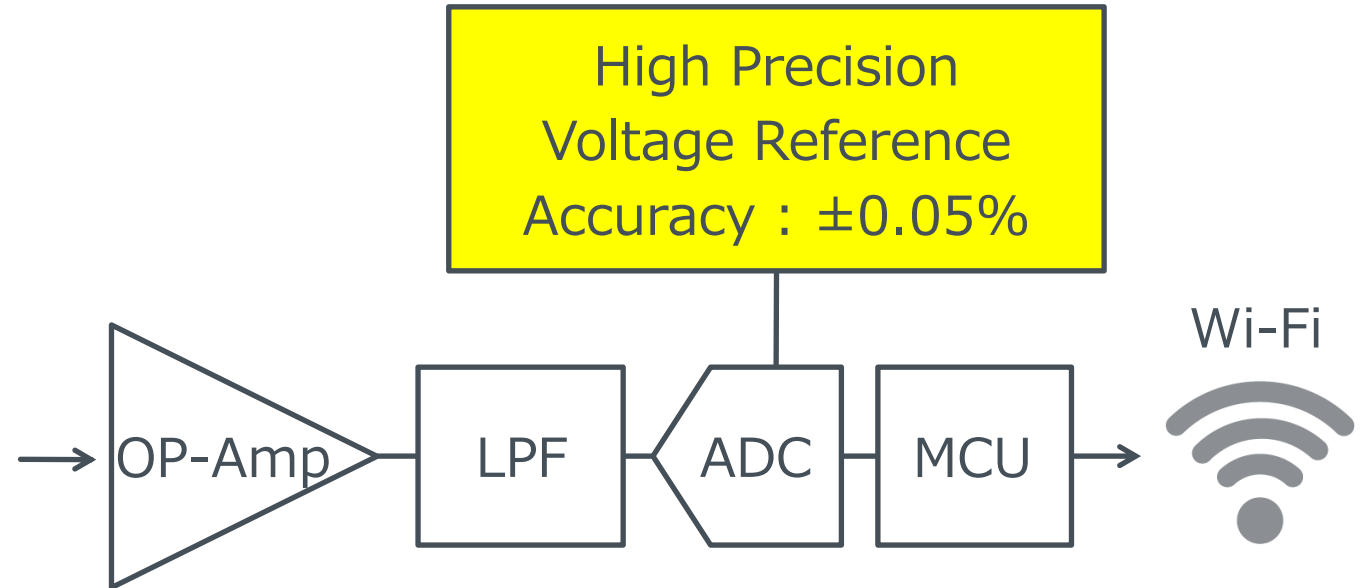 High Precision
Voltage Reference
Accuracy : ±0.05%
Wi-Fi
OP-Amp
LPF
ADC
MCU